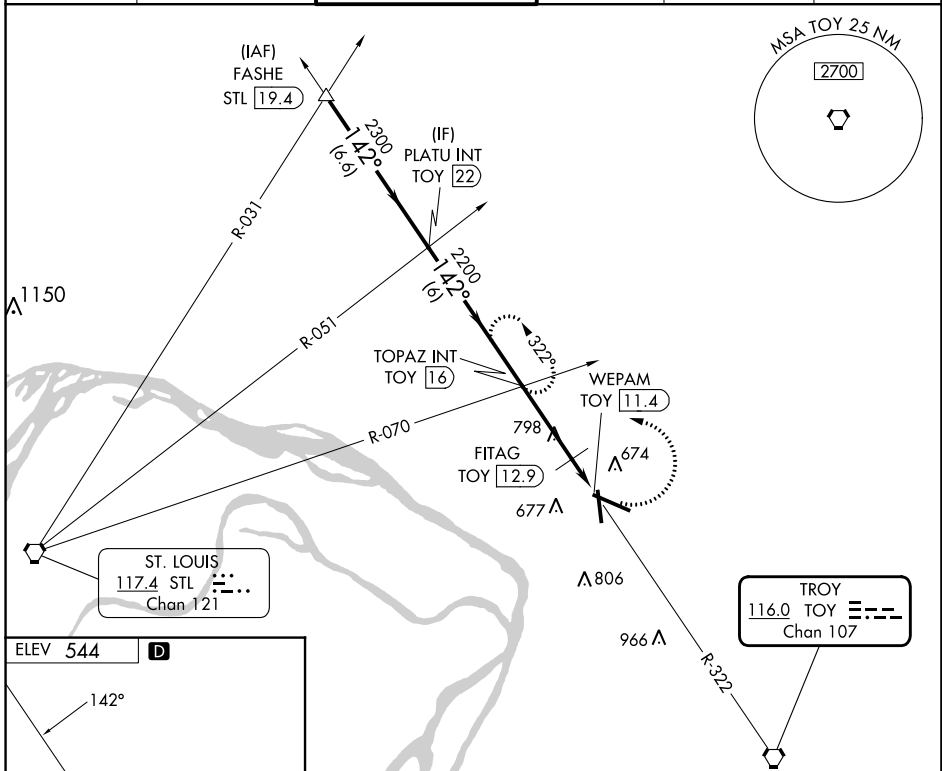 MSA TOY 25 NM
2700
(IAF)
FASHE
STL 19.4
2300
142°
(6.6)
(IF)
PLATU INT
TOY 22
R-031
2200
142°
(6)
1150
R-051
322°
TOPAZ INT
TOY 16
WEPAM
TOY 11.4
R-070
798
FITAG
TOY 12.9
674
677
ST. LOUIS
117.4 STL
Chan 121
806
TROY
116.0 TOY
Chan 107
966
R-322
ELEV 544 D
142°